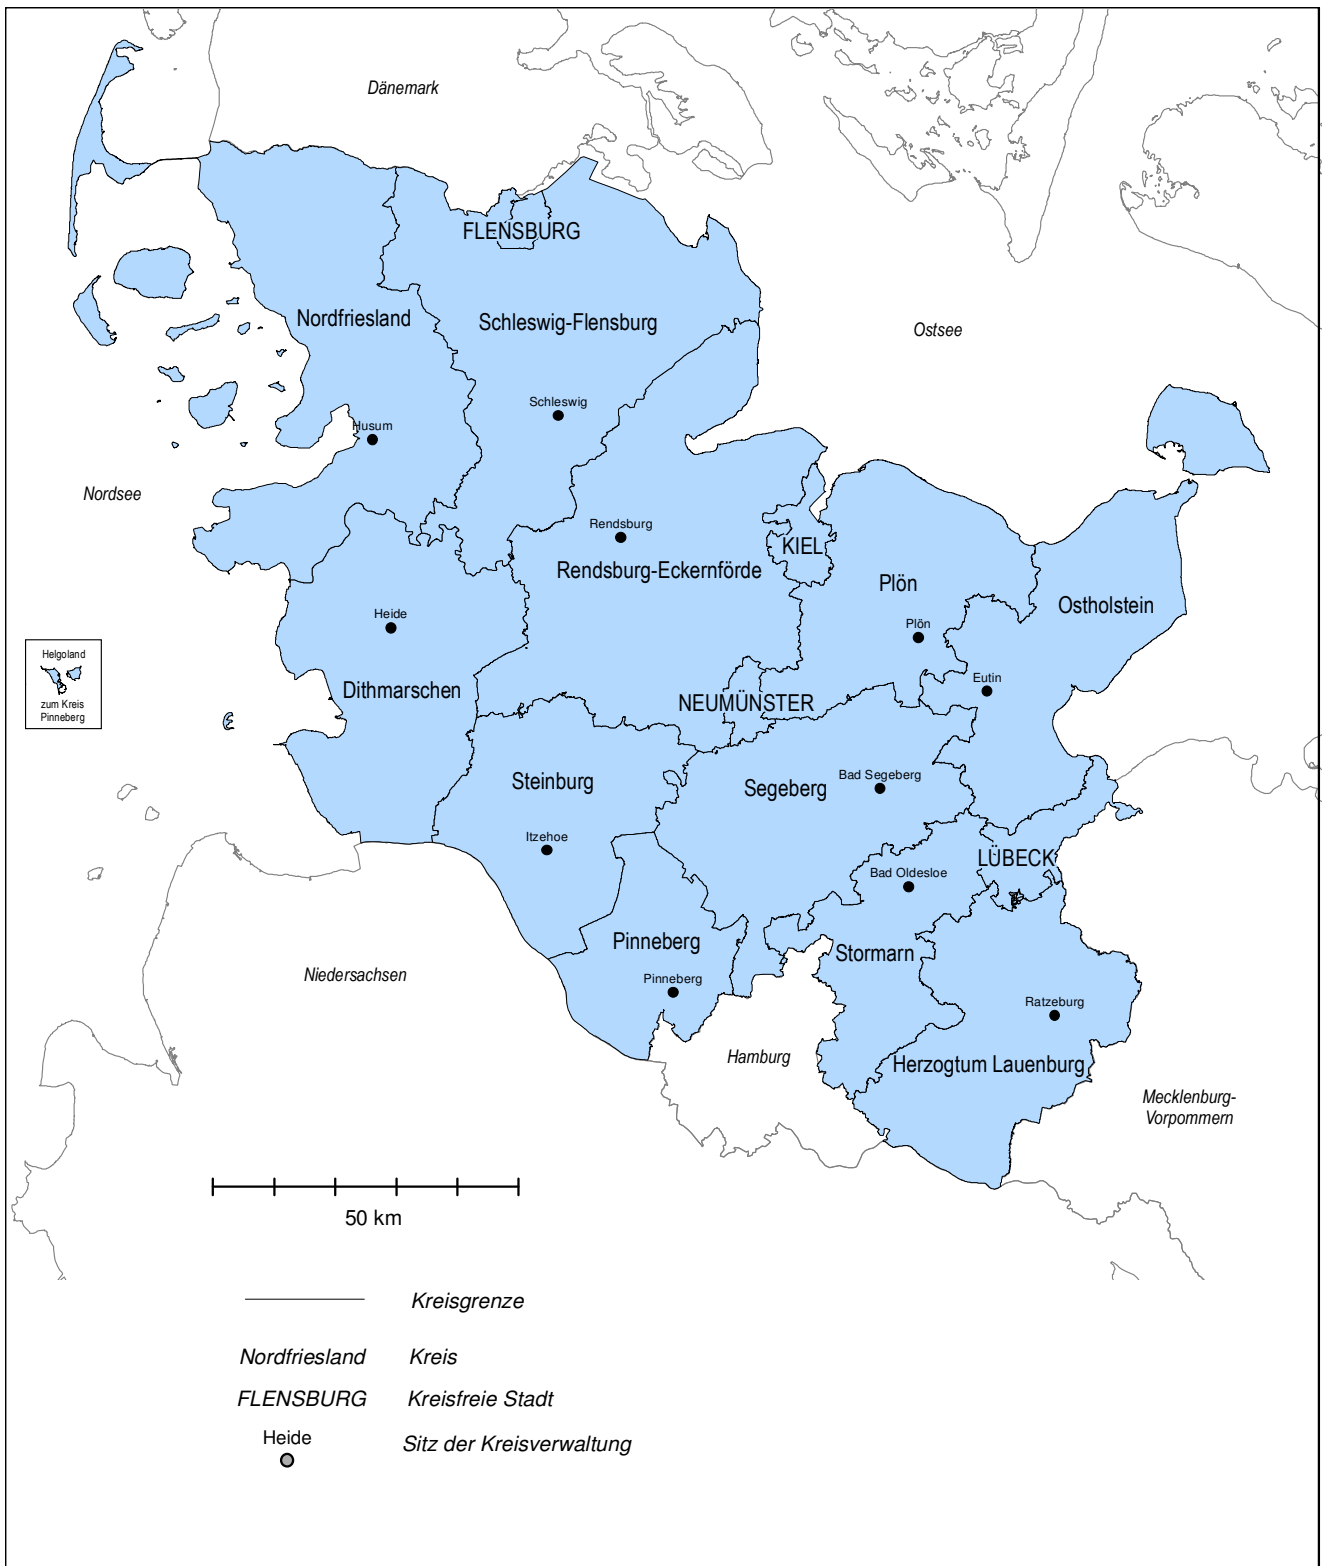 Dänemark
FLENSBURG
Nordfriesland
Schleswig-Flensburg
Ostsee
Schleswig
Husum
Nordsee
Rendsburg
KIEL
Rendsburg-Eckernförde
Plön
Ostholstein
Heide
Plön
Helgoland
zum Kreis
Pinneberg
Eutin
Dithmarschen
NEUMÜNSTER
Steinburg
Segeberg
Bad Segeberg
Itzehoe
LÜBECK
Bad Oldesloe
Pinneberg
Stormarn
Niedersachsen
Pinneberg
Ratzeburg
Hamburg
Herzogtum Lauenburg
Mecklenburg-
Vorpommern
50 km
Kreisgrenze
Nordfriesland Kreis
FLENSBURG Kreisfreie Stadt
Heide Sitz der Kreisverwaltung